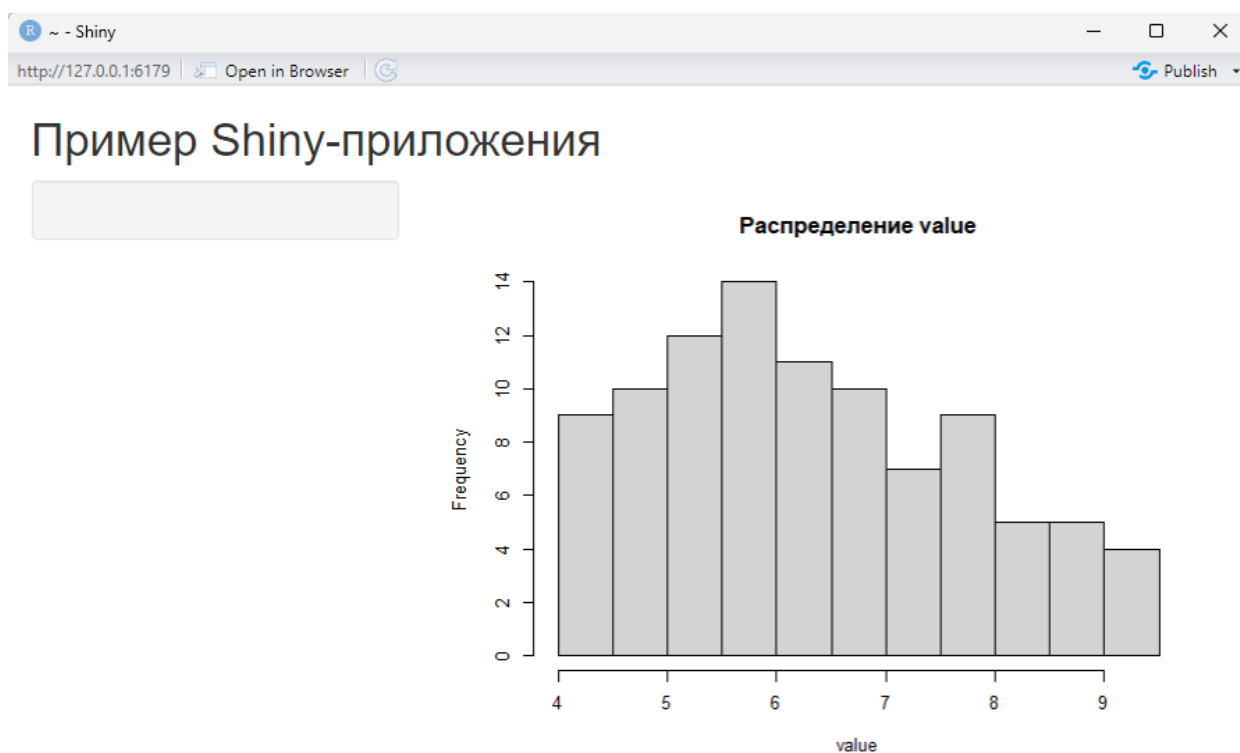 R ~ - Shiny
http://127.0.0.1:6179 Open in Browser Publish
Пример Shiny-приложения
Распределение value
14
12
10
8
6
4
2
0
Frequency
4 5 6 7 8 9
value